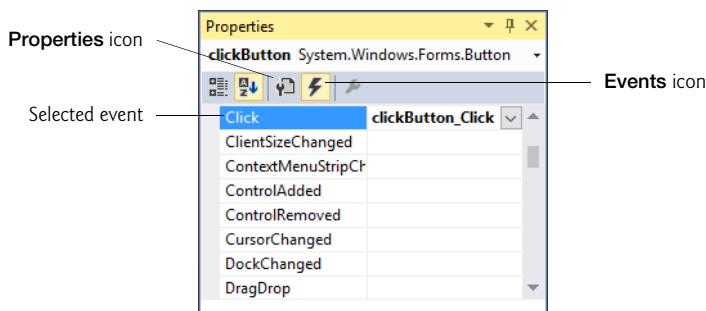 Properties
Properties icon
clickButton System.Windows.Forms.Button
Events icon
Selected event
Click clickButton_Click
ClientSizeChanged
ContextMenuStripCh
ControlAdded
ControlRemoved
CursorChanged
DockChanged
DragDrop